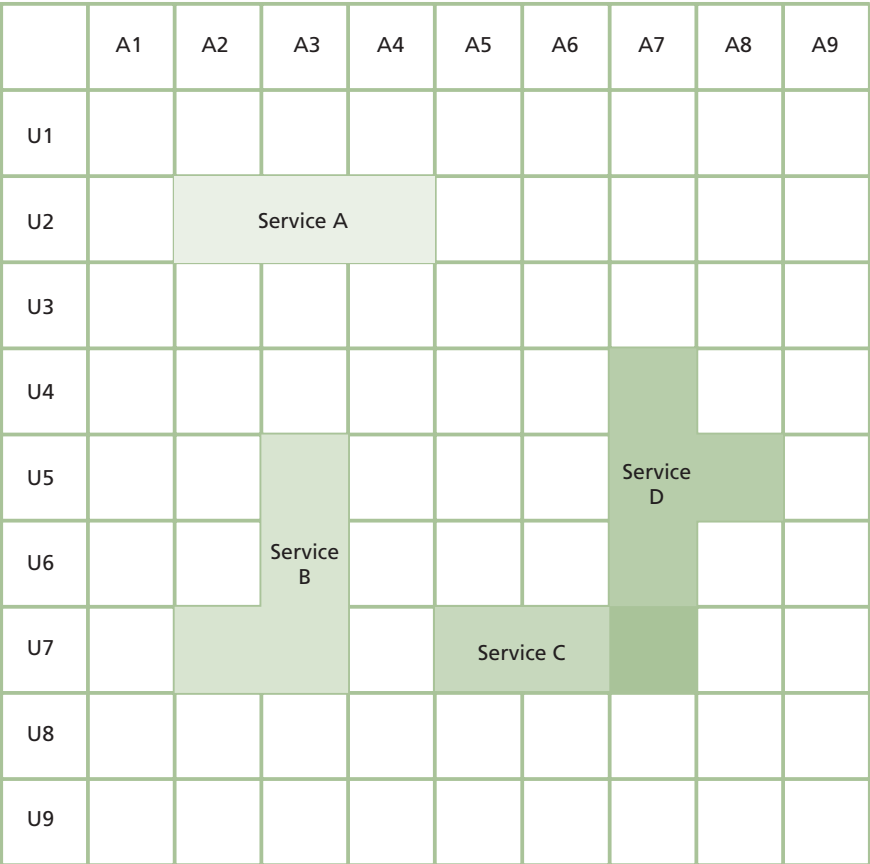 A1 A2 A3 A4 A5 A6 A7 A8 A9
U1
U2 Service A
U3
U4
U5 Service
D
U6 Service
B
U7 Service C
U8
U9